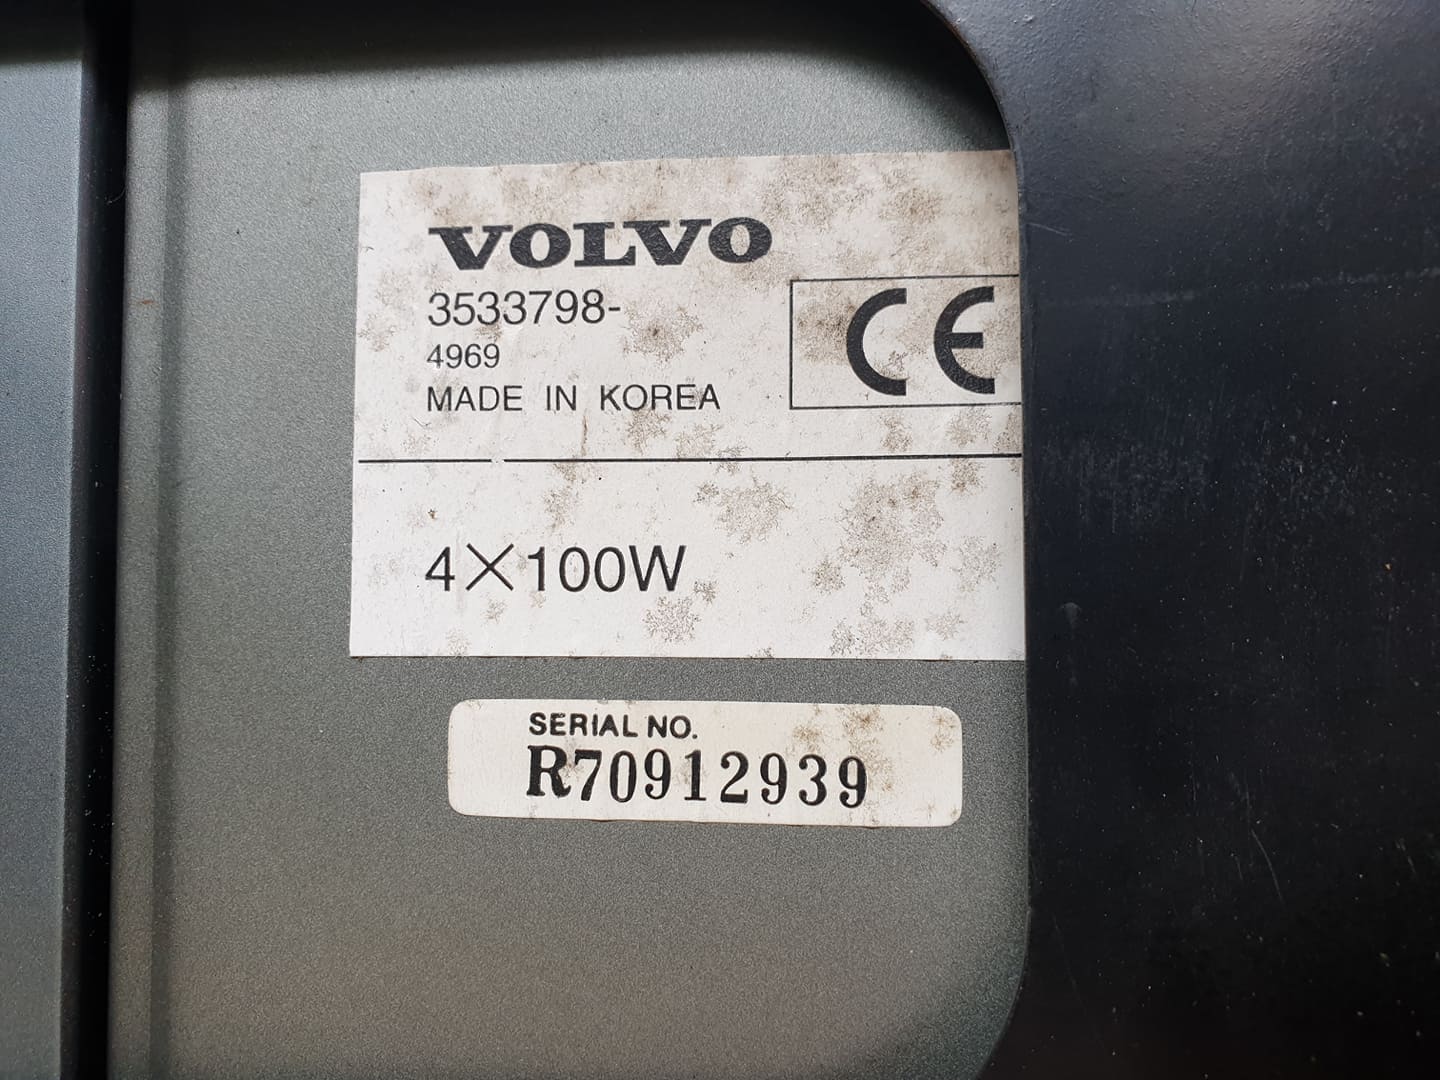 VOLVO
3533798-
4969
MADE IN KOREA
CE
4×100W
SERIAL NO.
R70912939